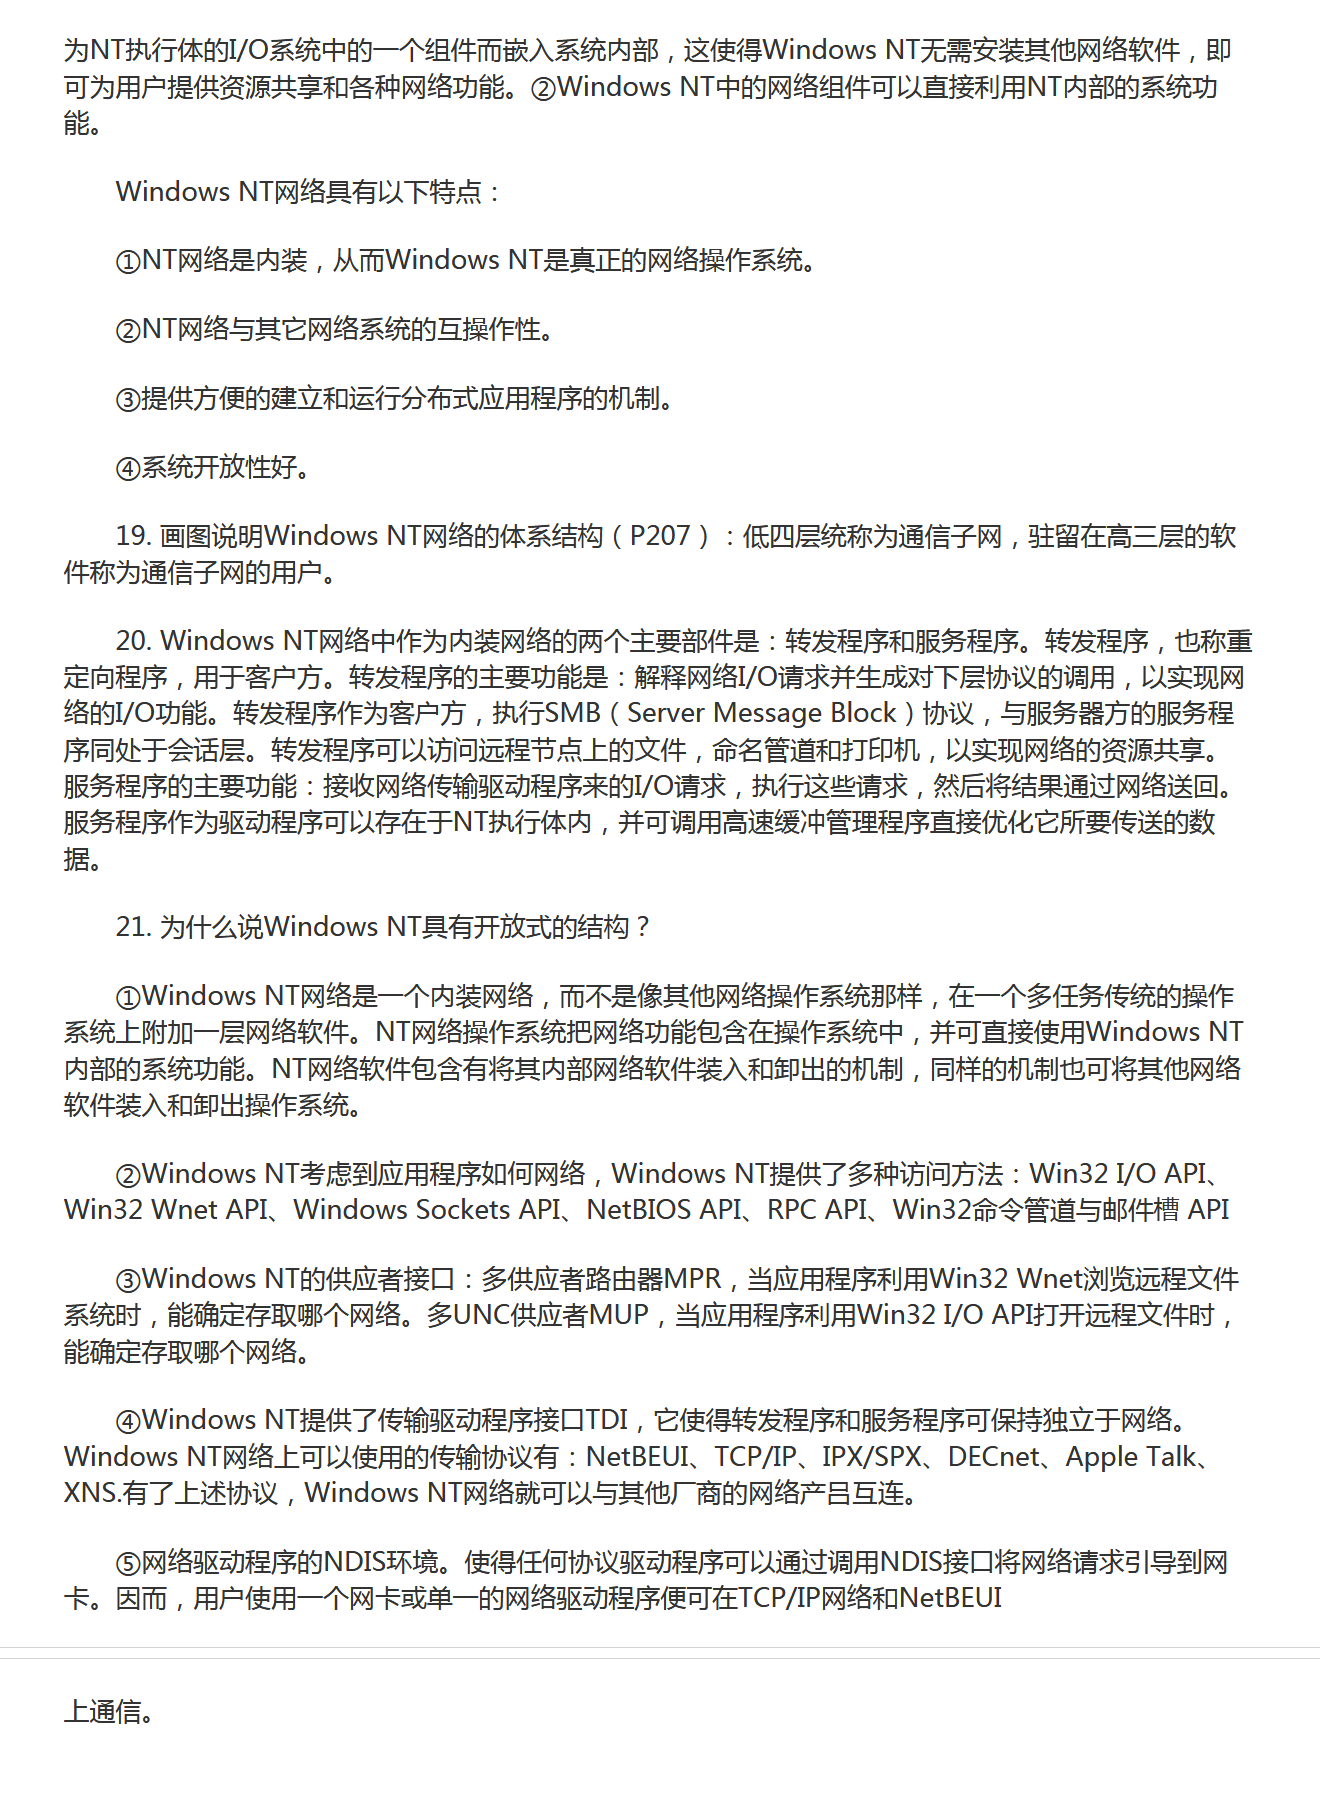 为NT执行体的I/O系统中的一个组件而嵌入系统内部，这使得Windows NT无需安装其他网络软件，即
可为用户提供资源共享和各种网络功能。②Windows NT中的网络组件可以直接利用NT内部的系统功
能。
Windows NT网络具有以下特点：
①NT网络是内装，从而Windows NT是真正的网络操作系统。
②NT网络与其它网络系统的互操作性。
③提供方便的建立和运行分布式应用程序的机制。
④系统开放性好。
19. 画图说明Windows NT网络的体系结构（P207）：低四层统称为通信子网，驻留在高三层的软
件称为通信子网的用户。
20. Windows NT网络中作为内装网络的两个主要部件是：转发程序和服务程序。转发程序，也称重
定向程序，用于客户方。转发程序的主要功能是：解释网络I/O请求并生成对下层协议的调用，以实现网
络的I/O功能。转发程序作为客户方，执行SMB（Server Message Block）协议，与服务器方的服务程
序同处于会话层。转发程序可以访问远程节点上的文件，命名管道和打印机，以实现网络的资源共享。
服务程序的主要功能：接收网络传输驱动程序来的I/O请求，执行这些请求，然后将结果通过网络送回。
服务程序作为驱动程序可以存在于NT执行体内，并可调用高速缓冲管理程序直接优化它所要传送的数
据。
21. 为什么说Windows NT具有开放式的结构？
①Windows NT网络是一个内装网络，而不是像其他网络操作系统那样，在一个多任务传统的操作
系统上附加一层网络软件。NT网络操作系统把网络功能包含在操作系统中，并可直接使用Windows NT
内部的系统功能。NT网络软件包含有将其内部网络软件装入和卸出的机制，同样的机制也可将其他网络
软件装入和卸出操作系统。
②Windows NT考虑到应用程序如何网络，Windows NT提供了多种访问方法：Win32 I/O API、
Win32 Wnet API、Windows Sockets API、NetBIOS API、RPC API、Win32命令管道与邮件槽 API
③Windows NT的供应者接口：多供应者路由器MPR，当应用程序利用Win32 Wnet浏览远程文件
系统时，能确定存取哪个网络。多UNC供应者MUP，当应用程序利用Win32 I/O API打开远程文件时，
能确定存取哪个网络。
④Windows NT提供了传输驱动程序接口TDI，它使得转发程序和服务程序可保持独立于网络。
Windows NT网络上可以使用的传输协议有：NetBEUI、TCP/IP、IPX/SPX、DECnet、Apple Talk、
XNS.有了上述协议，Windows NT网络就可以与其他厂商的网络产吕互连。
⑤网络驱动程序的NDIS环境。使得任何协议驱动程序可以通过调用NDIS接口将网络请求引导到网
卡。因而，用户使用一个网卡或单一的网络驱动程序便可在TCP/IP网络和NetBEUI
上通信。